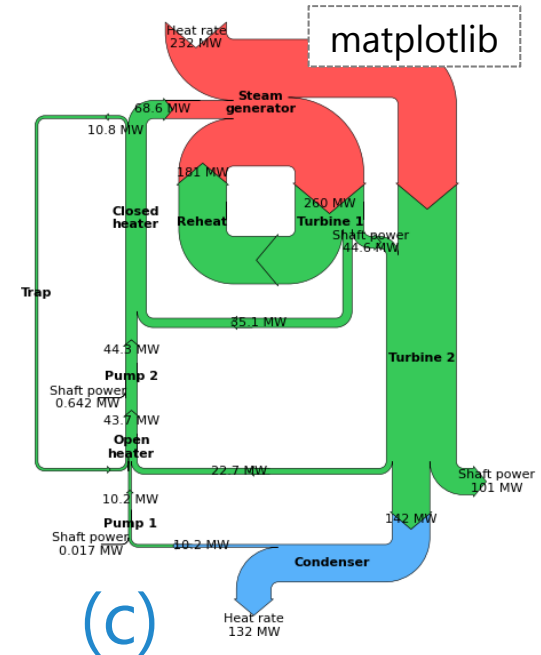 Heat rate
232 MW
matplotlib
Steam
generator
68.6 MW
10.8 MW
181 MW
260 MW
Closed
heater
Reheat
Turbine 1
Shaft power
44.6 MW
Trap
35.1 MW
44.3 MW
Turbine 2
Pump 2
Shaft power
0.642 MW
43.7 MW
Open
heater
22.7 MW
Shaft power
101 MW
10.2 MW
142 MW
Pump 1
Shaft power
0.017 MW
10.2 MW
Condenser
(c)
Heat rate
132 MW